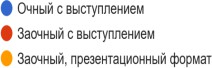 Очный с выступлением
Заочный с выступлением
Заочный, презентационный формат